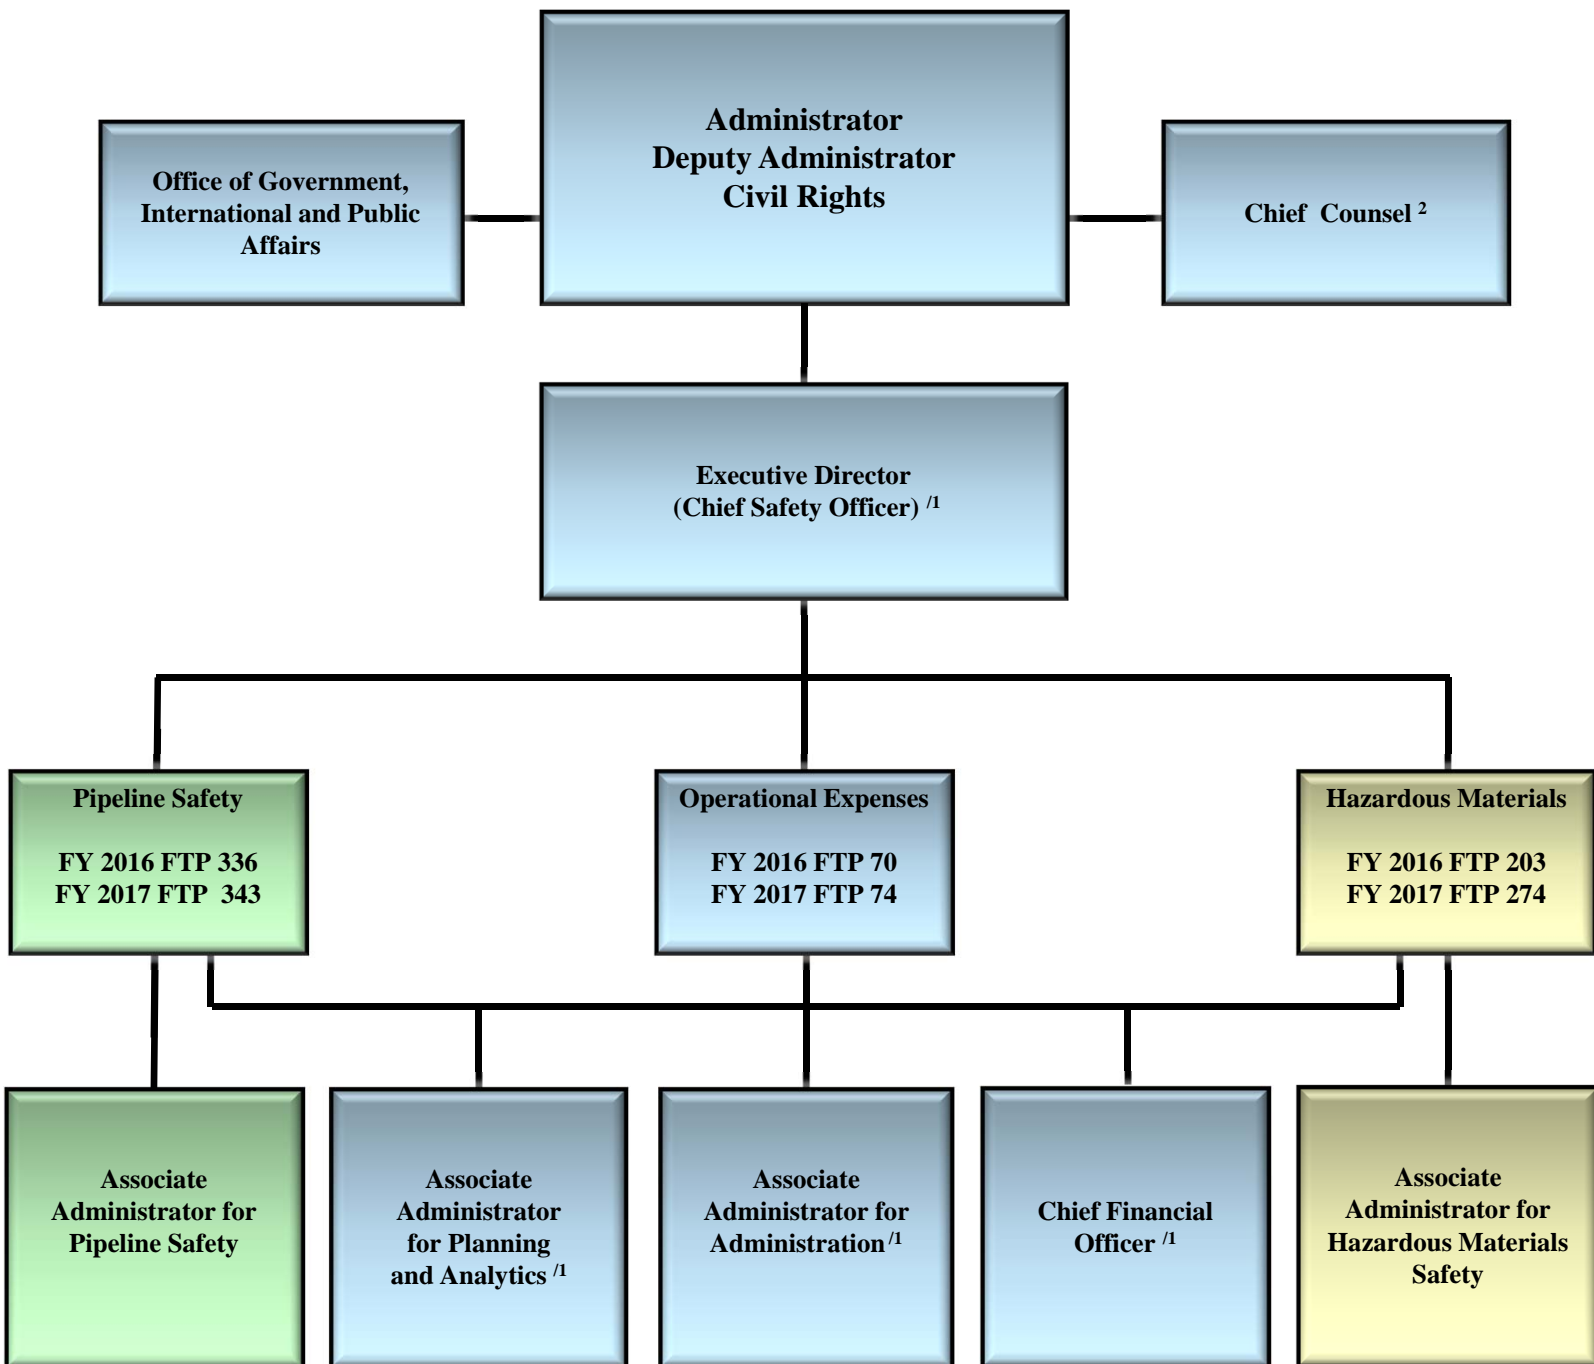 Administrator
Deputy Administrator
Civil Rights
Office of Government,
International and Public
Affairs
Chief Counsel ²
Executive Director
(Chief Safety Officer) /1
Pipeline Safety
FY 2016 FTP 336
FY 2017 FTP 343
Operational Expenses
FY 2016 FTP 70
FY 2017 FTP 74
Hazardous Materials
FY 2016 FTP 203
FY 2017 FTP 274
Associate
Administrator for
Pipeline Safety
Associate
Administrator
for Planning
and Analytics /1
Associate
Administrator for
Administration /1
Chief Financial
Officer /1
Associate
Administrator for
Hazardous Materials
Safety